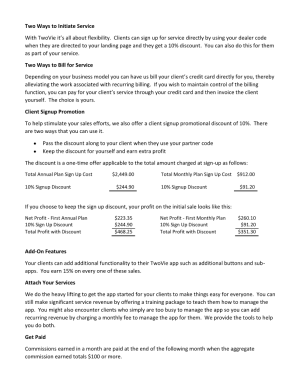 Two Ways to Initiate Service
With TwoVie it's all about flexibility.  Clients can sign up for service directly by using your dealer code
when they are directed to your landing page and they get a 10% discount.  You can also do this for them
as part of your service.
Two Ways to Bill for Service
Depending on your business model you can have us bill your client's credit card directly for you, thereby
alleviating the work associated with recurring billing.  If you wish to maintain control of the billing
function, you can pay for your client's service through your credit card and then invoice the client
yourself.  The choice is yours.
Client Signup Promotion
To help stimulate your sales efforts, we also offer a client signup promotional discount of 10%.  There
are two ways that you can use it.
• Pass the discount along to your client when they use your partner code
• Keep the discount for yourself and earn extra profit
The discount is a one-time offer applicable to the total amount charged at sign-up as follows:
Total Annual Plan Sign Up Cost $2,449.00 Total Monthly Plan Sign Up Cost $912.00
10% Signup Discount $244.90 10% Signup Discount $91.20
If you choose to keep the sign up discount, your profit on the initial sale looks like this:
Net Profit - First Annual Plan $223.35 Net Profit - First Monthly Plan $260.10
10% Sign Up Discount $244.90 10% Sign Up Discount $91.20
Total Profit with Discount $468.25 Total Profit with Discount $351.30
Add-On Features
Your clients can add additional functionality to their TwoVie app such as additional buttons and sub-
apps.  You earn 15% on every one of these sales.
Attach Your Services
We do the heavy lifting to get the app started for your clients to make things easy for everyone.  You can
still make significant service revenue by offering a training package to teach them how to manage the
app.  You might also encounter clients who simply are too busy to manage the app so you can add
recurring revenue by charging a monthly fee to manage the app for them.  We provide the tools to help
you do both.
Get Paid
Commissions earned in a month are paid at the end of the following month when the aggregate
commission earned totals $100 or more.